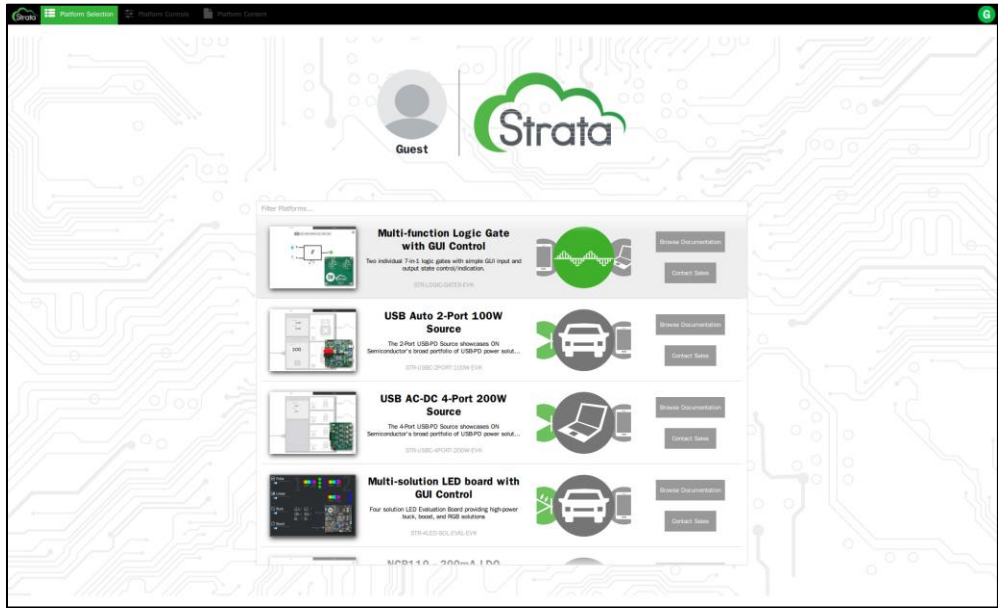 Strata
Platform Selection
Platform Controls
Platform Content
G
Guest
Strata
Filter Platforms...
Multi-function Logic Gate
with GUI Control
Two individual 7-in-1 logic gates with simple GUI input and
output state control/indication.
STR-LOGIC-GATES-EVK
Browse Documentation
Contact Sales
USB Auto 2-Port 100W
Source
The 2-Port USB-PD Source showcases ON
Semiconductor's broad portfolio of USB-PD power solut...
STR-USBC-2PORT-100W-EVK
Browse Documentation
Contact Sales
USB AC-DC 4-Port 200W
Source
The 4-Port USB-PD Source showcases ON
Semiconductor's broad portfolio of USB-PD power solut...
STR-USBC-4PORT-200W-EVK
Browse Documentation
Contact Sales
Multi-solution LED board with
GUI Control
Four solution LED Evaluation Board providing high-power
buck, boost, and RGB solutions
STR-4LED-SOL-EVAL-EVK
Browse Documentation
Contact Sales